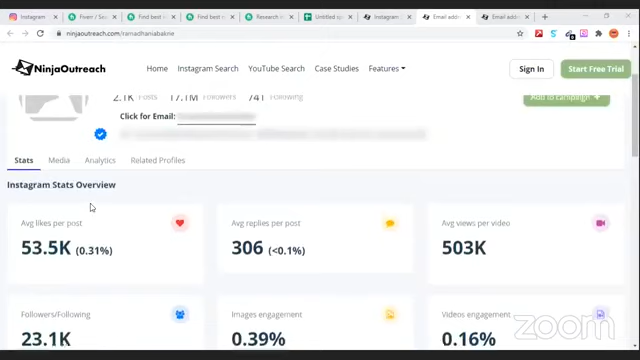 Instagram
Fiverr / Sea
Find best n
Find best n
Research in
Untitled sp
Instagram
Email addr
Email addr
ninjaoutreach.com/ramadhaniabaknie
NinjaOutreach
Home
Instagram Search
YouTube Search
Case Studies
Features
Sign In
Start Free Trial
2.1K Posts
17.1M Followers
741 Following
Add to campaign +
Click for Email:
Stats
Media
Analytics
Related Profiles
Instagram Stats Overview
Avg likes per post
53.5K (0.31%)
Avg replies per post
306 (<0.1%)
Avg views per video
503K
Followers/Following
23.1K
Images engagement
0.39%
Videos engagement
0.16%
zoom